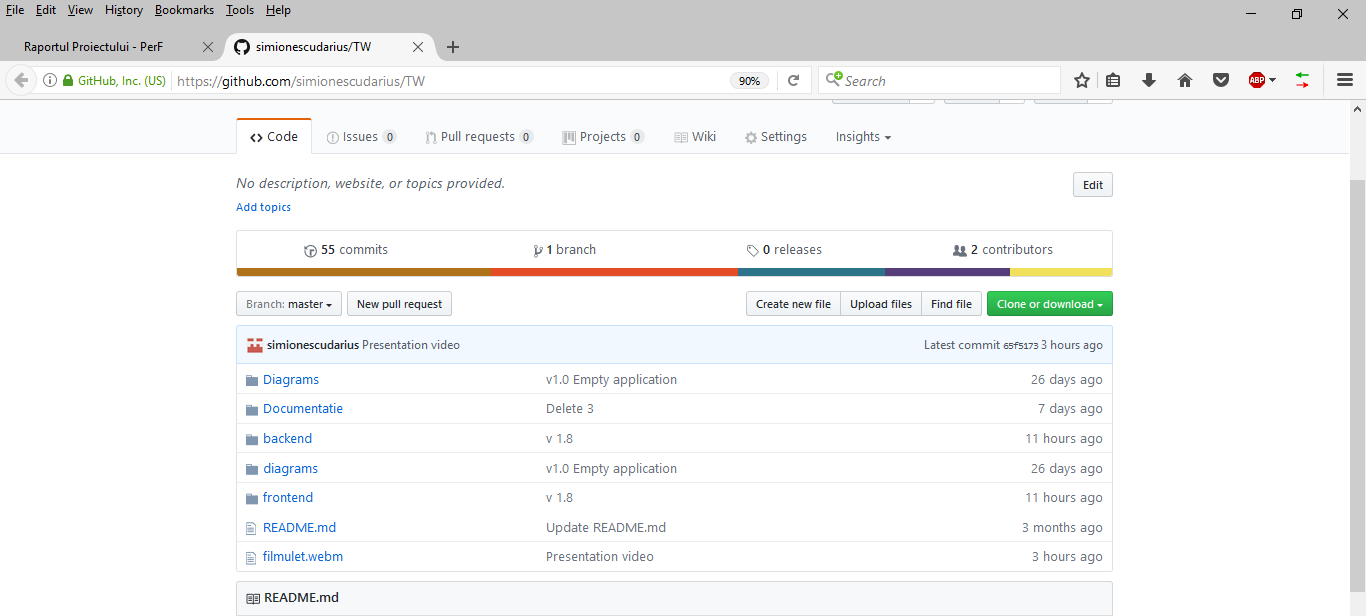 File Edit View History Bookmarks Tools Help
Raportul Proiectului - PerF simionescudarius/TW
GitHub, Inc. (US) https://github.com/simionescudarius/TW 90% Search ABP
Code Issues 0 Pull requests 0 Projects 0 Wiki Settings Insights
No description, website, or topics provided. Edit
Add topics
55 commits 1 branch 0 releases 2 contributors
Branch: master New pull request Create new file Upload files Find file Clone or download
simionescudarius Presentation video Latest commit 65f5173 3 hours ago
Diagrams v1.0 Empty application 26 days ago
Documentatie Delete 3 7 days ago
backend v 1.8 11 hours ago
diagrams v1.0 Empty application 26 days ago
frontend v 1.8 11 hours ago
README.md Update README.md 3 months ago
filmulet.webm Presentation video 3 hours ago
README.md